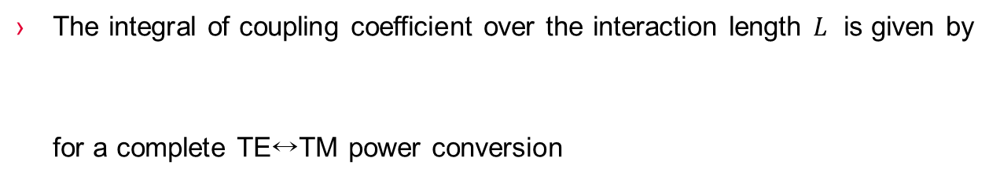 › The integral of coupling coefficient over the interaction length L is given by
for a complete TE↔TM power conversion